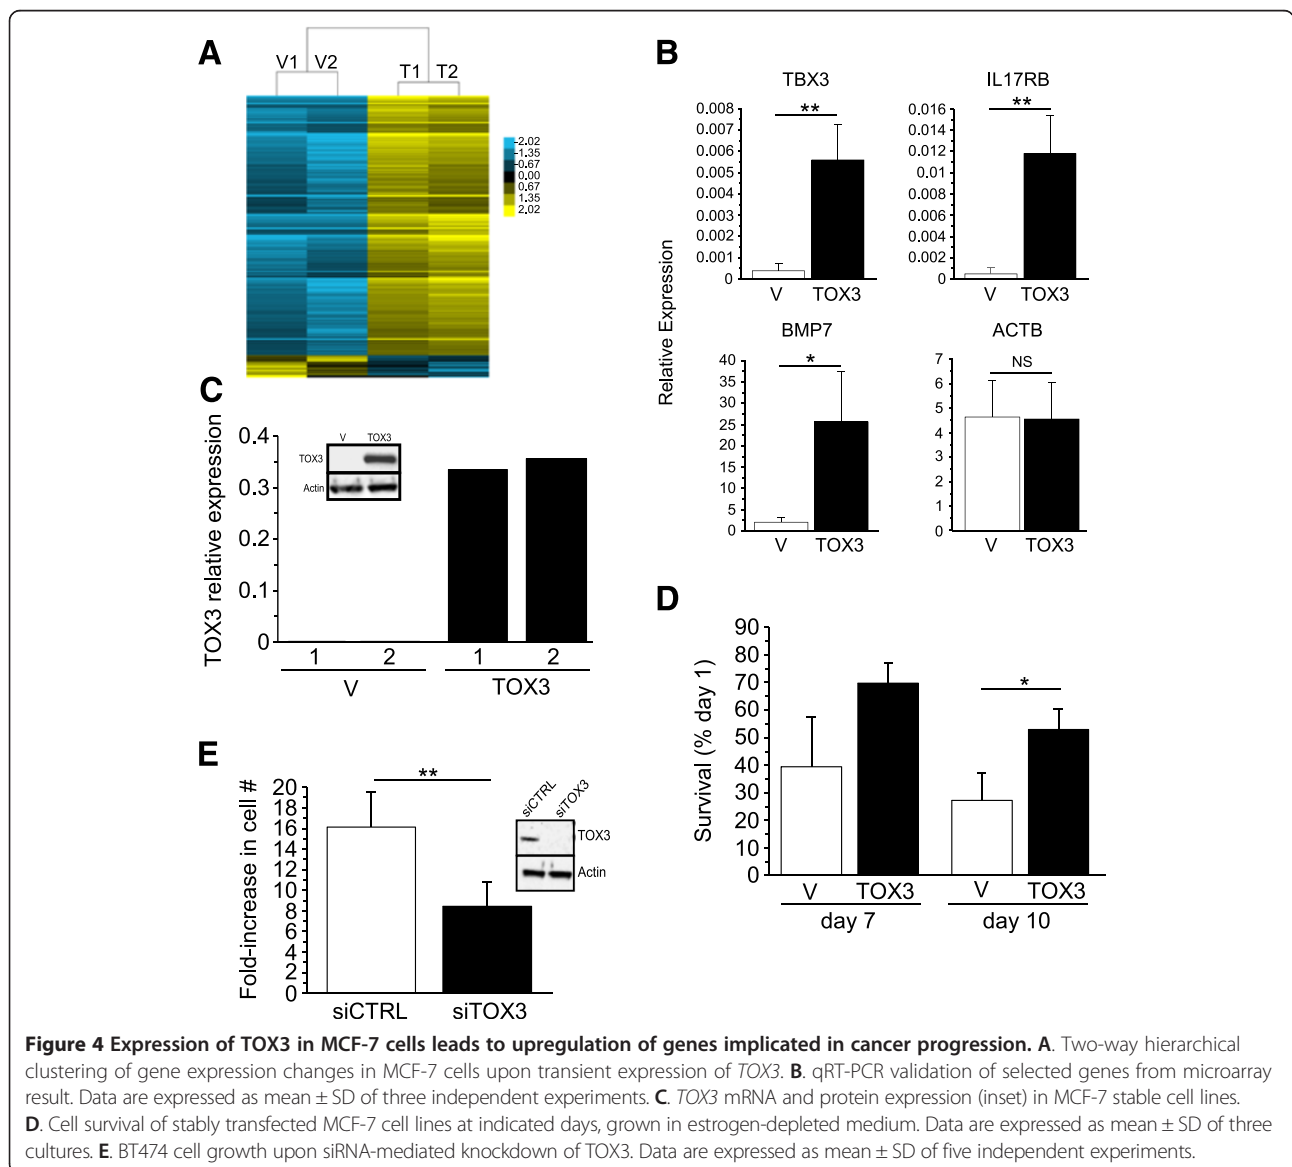 A
V1 V2
T1 T2
2.02
1.35
0.67
0.00
0.67
1.35
2.02
B
Relative Expression
TBX3
0.008
0.007
0.006
0.005
0.004
0.003
0.002
0.001
0
**
V TOX3
IL17RB
0.016
0.014
0.012
0.01
0.008
0.006
0.004
0.002
0
**
V TOX3
BMP7
40
35
30
25
20
15
10
5
0
*
V TOX3
ACTB
7
6
5
4
3
2
1
0
NS
V TOX3
C
TOX3 relative expression
0.4
0.3
0.2
0.1
0
V TOX3
TOX3
Actin
1 2 1 2
V TOX3
D
Survival (% day 1)
90
80
70
60
50
40
30
20
10
0
*
V TOX3 V TOX3
day 7 day 10
E
Fold-increase in cell #
20
18
16
14
12
10
8
6
4
2
0
**
siCTRL siTOX3
TOX3
Actin
siCTRL siTOX3
Figure 4 Expression of TOX3 in MCF-7 cells leads to upregulation of genes implicated in cancer progression. A. Two-way hierarchical
clustering of gene expression changes in MCF-7 cells upon transient expression of TOX3. B. qRT-PCR validation of selected genes from microarray
result. Data are expressed as mean ± SD of three independent experiments. C. TOX3 mRNA and protein expression (inset) in MCF-7 stable cell lines.
D. Cell survival of stably transfected MCF-7 cell lines at indicated days, grown in estrogen-depleted medium. Data are expressed as mean ± SD of three
cultures. E. BT474 cell growth upon siRNA-mediated knockdown of TOX3. Data are expressed as mean ± SD of five independent experiments.